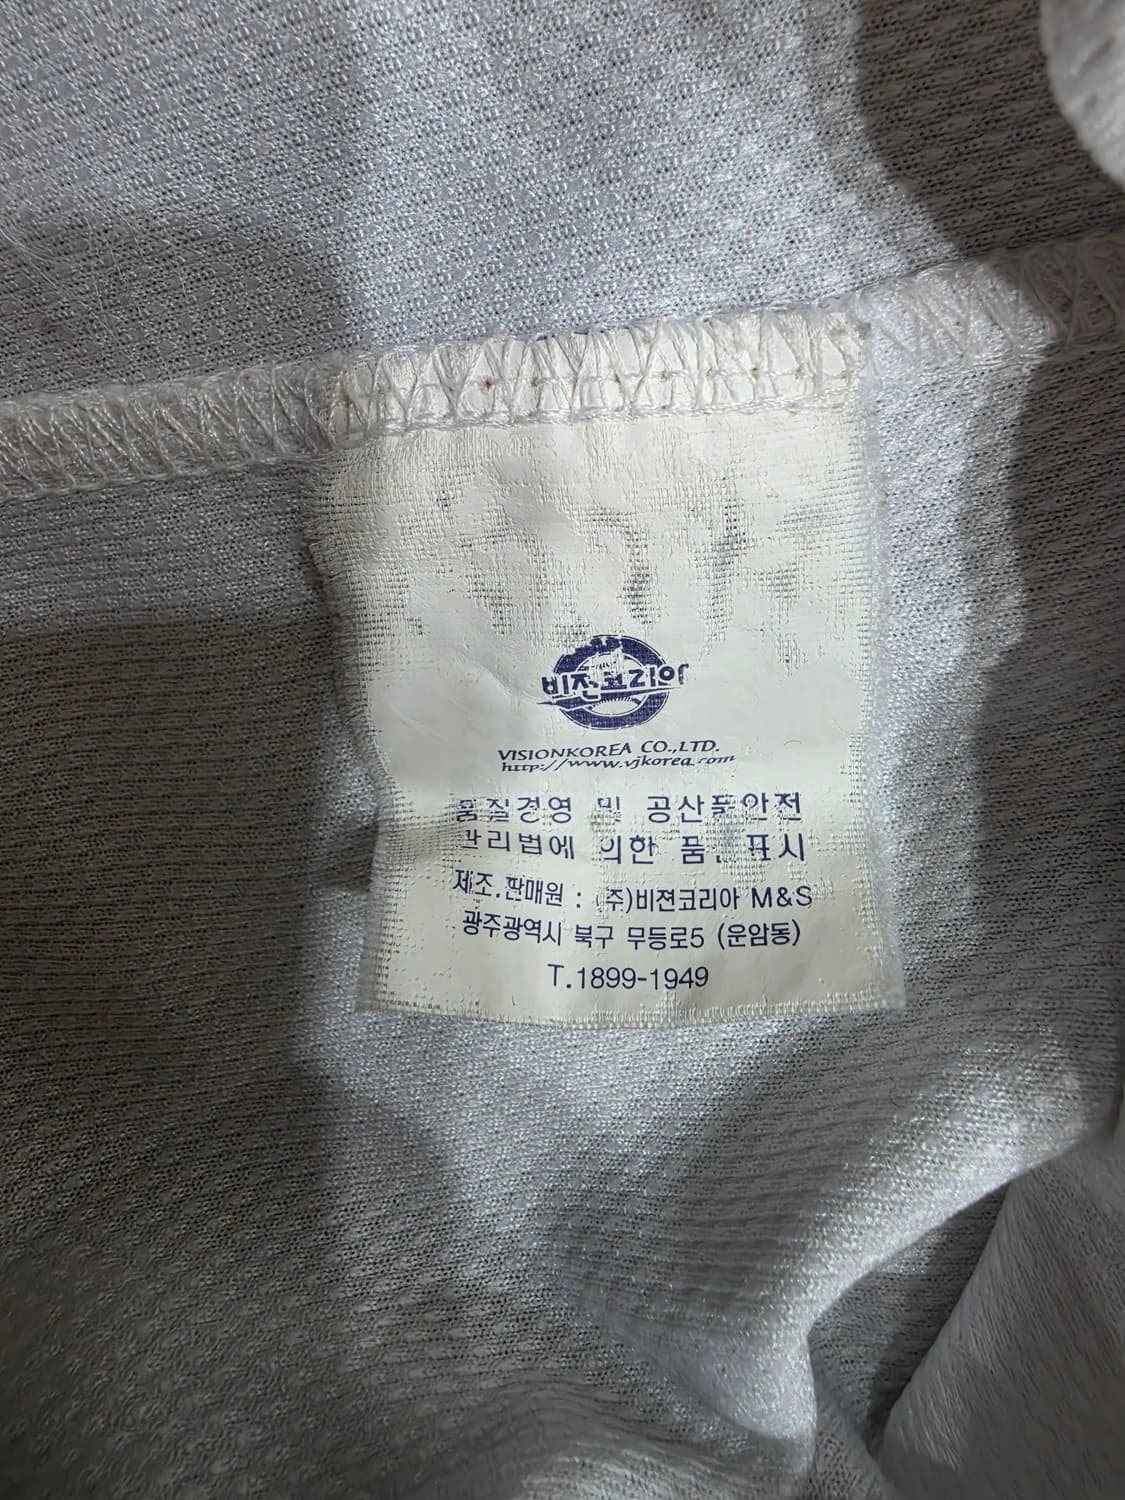 비젼코리아
VISIONKOREA CO.,LTD.
http://www.vjkorea.com
품질경영 및 공산품안전
관리법에 의한 품질표시
제조.판매원 : (주)비젼코리아 M&S
광주광역시 북구 무등로5 (운암동)
T.1899-1949